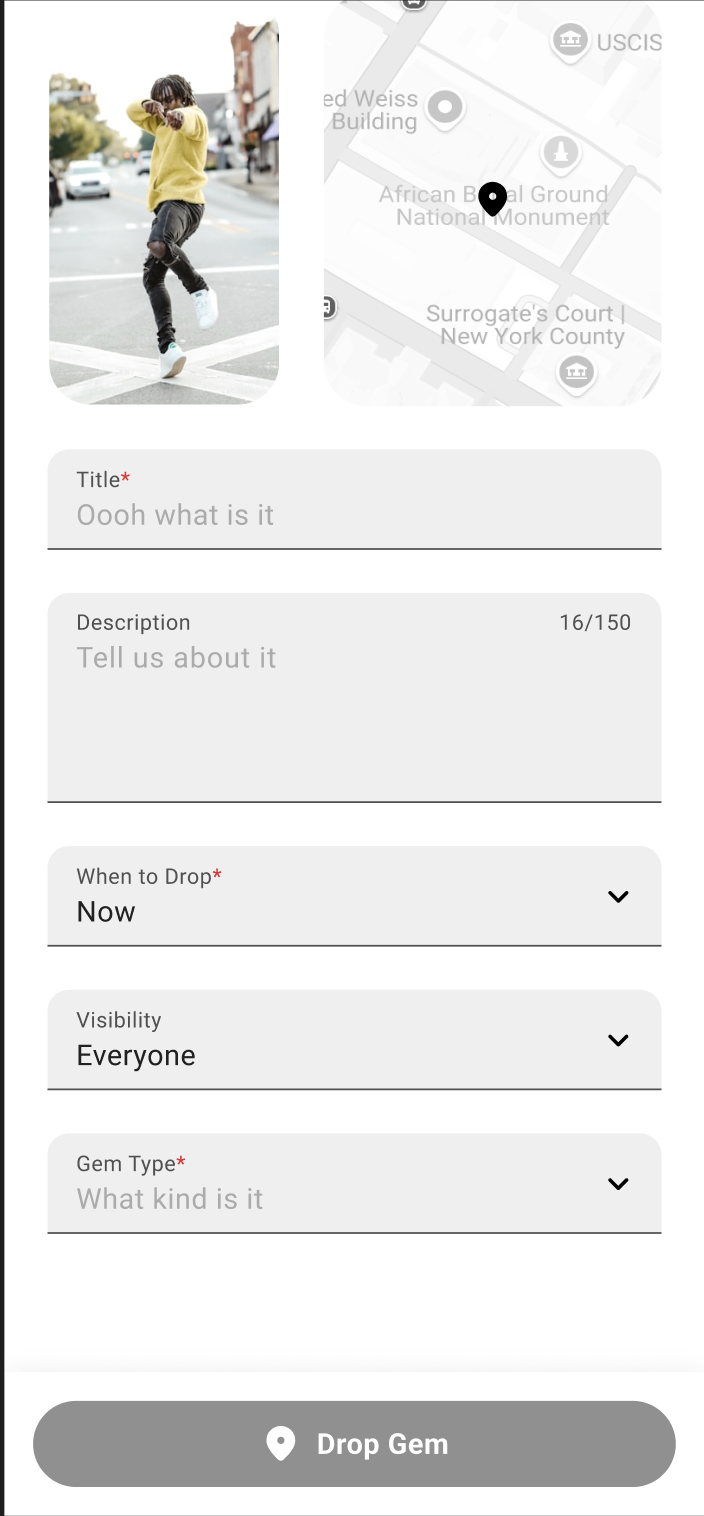 USCIS
ed Weiss
Building
African B al Ground
National Monument
Surrogate's Court |
New York County
Title*
Oooh what is it
Description 16/150
Tell us about it
When to Drop*
Now
Visibility
Everyone
Gem Type*
What kind is it
Drop Gem